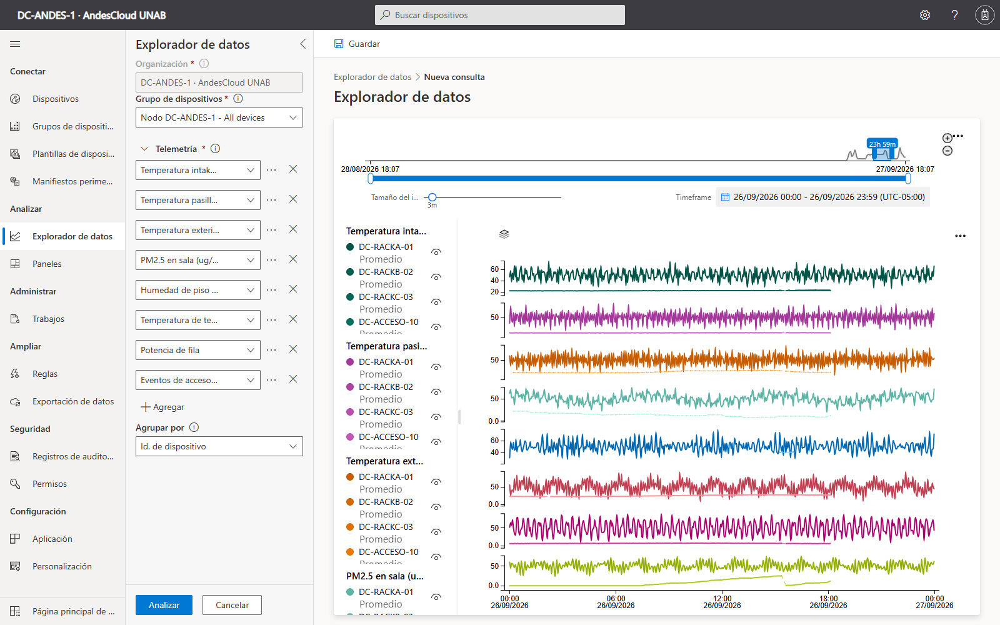 DC-ANDES-1 · AndesCloud UNAB
Buscar dispositivos
Conectar
Dispositivos
Grupos de dispositi...
Plantillas de disposi...
Manifiestos perime...
Analizar
Explorador de datos
Paneles
Administrar
Trabajos
Ampliar
Reglas
Exportación de datos
Seguridad
Registros de audito...
Permisos
Configuración
Aplicación
Personalización
Página principal de ...
Explorador de datos
Organización *
DC-ANDES-1 · AndesCloud UNAB
Grupo de dispositivos *
Nodo DC-ANDES-1 - All devices
Telemetría *
Temperatura intak...
Temperatura pasill...
Temperatura exteri...
PM2.5 en sala (ug/...
Humedad de piso ...
Temperatura de te...
Potencia de fila
Eventos de acceso...
Agregar
Agrupar por
Id. de dispositivo
Analizar
Cancelar
Guardar
Explorador de datos > Nueva consulta
Explorador de datos
23h 59m
28/08/2026 18:07
27/09/2026 18:07
Tamaño del i...
3m
Timeframe
26/09/2026 00:00 - 26/09/2026 23:59 (UTC-05:00)
Temperatura inta...
DC-RACKA-01
Promedio
DC-RACKB-02
Promedio
DC-RACKC-03
Promedio
DC-ACCESO-10
Temperatura pasi...
DC-RACKA-01
Promedio
DC-RACKB-02
Promedio
DC-RACKC-03
Promedio
DC-ACCESO-10
Temperatura ext...
DC-RACKA-01
Promedio
DC-RACKB-02
Promedio
DC-RACKC-03
Promedio
DC-ACCESO-10
PM2.5 en sala (u...
DC-RACKA-01
Promedio
60
40
20
50
50
50
0.0
60
40
50
0.0
50
0.0
50
0.0
00:00
26/09/2026
06:00
26/09/2026
12:00
26/09/2026
18:00
26/09/2026
00:00
27/09/2026